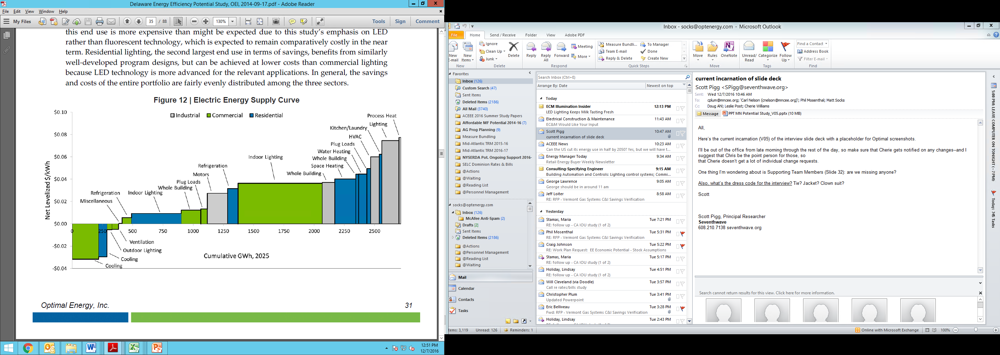 Delaware Energy Efficiency Potential Study, OEI, 2014-09-17.pdf - Adobe Reader
File Edit View Window Help
My Files 35 / 88 130% Tools Sign Comment
this end use is more expensive than might be expected due to this study's emphasis on LED
rather than fluorescent technology, which is expected to remain comparatively costly in the near
term. Residential lighting, the second largest end use in terms of savings, benefits from similarly
well-developed program designs, but can be achieved at lower costs than commercial lighting
because LED technology is more advanced for the relevant applications. In general, the savings
and costs of the entire portfolio are fairly evenly distributed among the three sectors.
Figure 12 | Electric Energy Supply Curve
Industrial Commercial Residential
Net Levelized $/kWh
$0.10
$0.08
$0.06
$0.04
$0.02
$0.00
-$0.02
-$0.04
0 250 500 750 1000 1250 1500 1750 2000 2250 2500
Cumulative GWh, 2025
Process Heat
Lighting
Kitchen/Laundry
HVAC
Plug Loads
Water Heating
Whole Building
Space Heating
Whole Building
Indoor Lighting
Refrigeration
Motors
Plug Loads
Whole Building
Indoor Lighting
Refrigeration
Miscellaneous
Ventilation
Outdoor Lighting
Cooling
Cooling
Optimal Energy, Inc. 31
12:51 PM
12/7/2016
Inbox - socks@optenergy.com - Microsoft Outlook
File Home Send / Receive Folder View Adobe PDF
New E-mail
New Items
New
Ignore
Clean Up
Junk
Delete
Delete
Reply
Reply All
Forward
Meeting
More
Respond
Measure Bundli...
Team E-mail
Reply & Delete
To Manager
Done
Create New
Quick Steps
Move
Rules
OneNote
Move
Unread/ Read
Categorize
Follow Up
Tags
Find a Contact
Address Book
Filter E-mail
Find
Favorites
Inbox (126)
Custom Search (47)
Sent Items
Deleted Items (2186)
All Mail (3740)
ACEEE 2016 Summer Study Papers
Affordable MF Potential 2014-16 (7)
AG Prog Planning (9)
Measure Bundling
Mid-Atlantic TRM 2015-16
Mid-Atlantic TRM 2016-17
NYSERDA Pot. Ongoing Support 2016-
SELC Dominion Rates & Bills
@Actions
@Waiting
@Reading List
@Personnel Management
socks@optenergy.com
Inbox (126)
McAfee Anti-Spam (2)
Drafts [2]
Sent Items
Deleted Items (2186)
@Actions
@Personnel Management
@Reading List
@Waiting
Mail
Calendar
Contacts
Tasks
Search Inbox (Ctrl+E)
Arrange By: Date Newest on top
Today
ECM Illumination Insider 12:13 PM
LED Lighting Keeps Milk Tasting Fresh
Electrical Construction & Maintenance 11:43 AM
EC&M Would Like Your Input
Scott Pigg 10:47 AM
current incarnation of slide deck
ACEEE News 10:23 AM
Can the US cut its energy use in half by 2050? Yes, but we will have t...
Energy Manager Today 9:34 AM
Retail Energy Buyer Weekly Newsletter
Consulting-Specifying Engineer 9:15 AM
Building Automation and Controls: Lighting control systems; Commi...
George Lawrence 9:05 AM
George should be in around 11 am
Jeff Loiter 8:58 AM
RE: RFP - Vermont Gas Systems C&I Savings Verification
Yesterday
Stamas, Maria Tue 7:21 PM
RE: follow up - CA IOU study (1 of 2)
Phil Mosenthal Tue 5:31 PM
RE: RFP - Vermont Gas Systems C&I Savings Verification
Craig Johnson Tue 5:22 PM
RE: Work Plan Request: EE Economic Potential - Stock Assumptions
Stamas, Maria Tue 5:17 PM
RE: follow up - CA IOU study (1 of 2)
Holiday, Lindsay Tue 4:51 PM
RE: follow up - CA IOU study (1 of 2)
Will Cleveland (via Doodle) Tue 3:57 PM
Call re rates/bills study
Christopher Plum Tue 3:41 PM
Updated Powerpoint
Eric Belliveau Tue 3:28 PM
Fwd: RFP - Vermont Gas Systems C&I Savings Verification
Holiday, Lindsay Tue 2:43 PM
current incarnation of slide deck
Scott Pigg <SPigg@seventhwave.org>
Sent: Wed 12/7/2016 10:46 AM
To: cplum@mncee.org; 'Carl Nelson (cnelson@mncee.org)'; Phil Mosenthal; Matt Socks
Cc: Doug Ahl; Leslie Post; Cherie Williams
Message PPT MN Potential Study_V05.pptx (10 MB)
All,
Here's the current incarnation (V05) of the interview slide deck with a placeholder for Optimal screenshots.
I'll be out of the office from late morning through the rest of the day, so make sure that Cherie gets notified on any changes--and I
suggest that Chris be the point person for those, so
that Cherie doesn't get a lot of individual change requests.
One thing I'm wondering about is Supporting Team Members (Slide 32): are we missing anyone?
Also, what's the dress code for the interview? Tie? Jacket? Clown suit?
Scott
Scott Pigg, Principal Researcher
Seventhwave
608.210.7138 seventhwave.org
Search cannot return results for this view. Click here for more information.
5:00 PM: LEAVE COMPUTER ON TONIGHT (~7 PM)
Today: 745 Tasks
Items: 3,119 Unread: 126 Reminders: 1 Online with Microsoft Exchange 100%